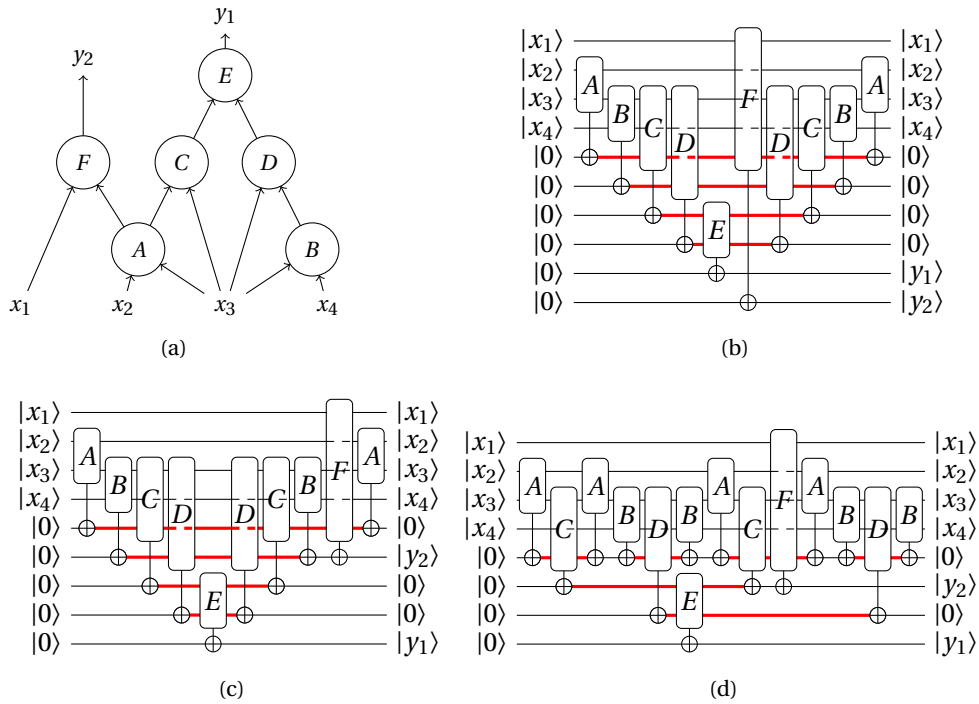 y1
y2
E
F C D
A B
x1 x2 x3 x4
(a)
|x1⟩ |x1⟩
|x2⟩ A A |x2⟩
|x3⟩ B C D F D C B |x3⟩
|x4⟩ |x4⟩
|0⟩ |0⟩
|0⟩ |0⟩
|0⟩ E |0⟩
|0⟩ |0⟩
|0⟩ |y1⟩
|0⟩ |y2⟩
(b)
|x1⟩ |x1⟩
|x2⟩ A A |x2⟩
|x3⟩ B C D D C B F |x3⟩
|x4⟩ |x4⟩
|0⟩ |0⟩
|0⟩ |y2⟩
|0⟩ E |0⟩
|0⟩ |0⟩
|0⟩ |y1⟩
(c)
|x1⟩ |x1⟩
|x2⟩ A A A F A |x2⟩
|x3⟩ C B D B C B D B |x3⟩
|x4⟩ |x4⟩
|0⟩ |0⟩
|0⟩ |y2⟩
|0⟩ E |0⟩
|0⟩ |y1⟩
(d)